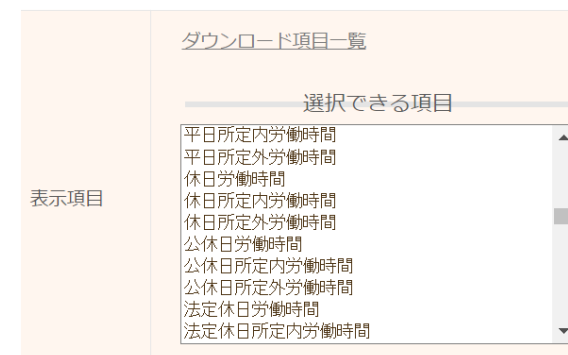 ダウンロード項目一覧
選択できる項目
表示項目
平日所定内労働時間
平日所定外労働時間
休日労働時間
休日所定内労働時間
休日所定外労働時間
公休日労働時間
公休日所定内労働時間
公休日所定外労働時間
法定休日労働時間
法定休日所定内労働時間